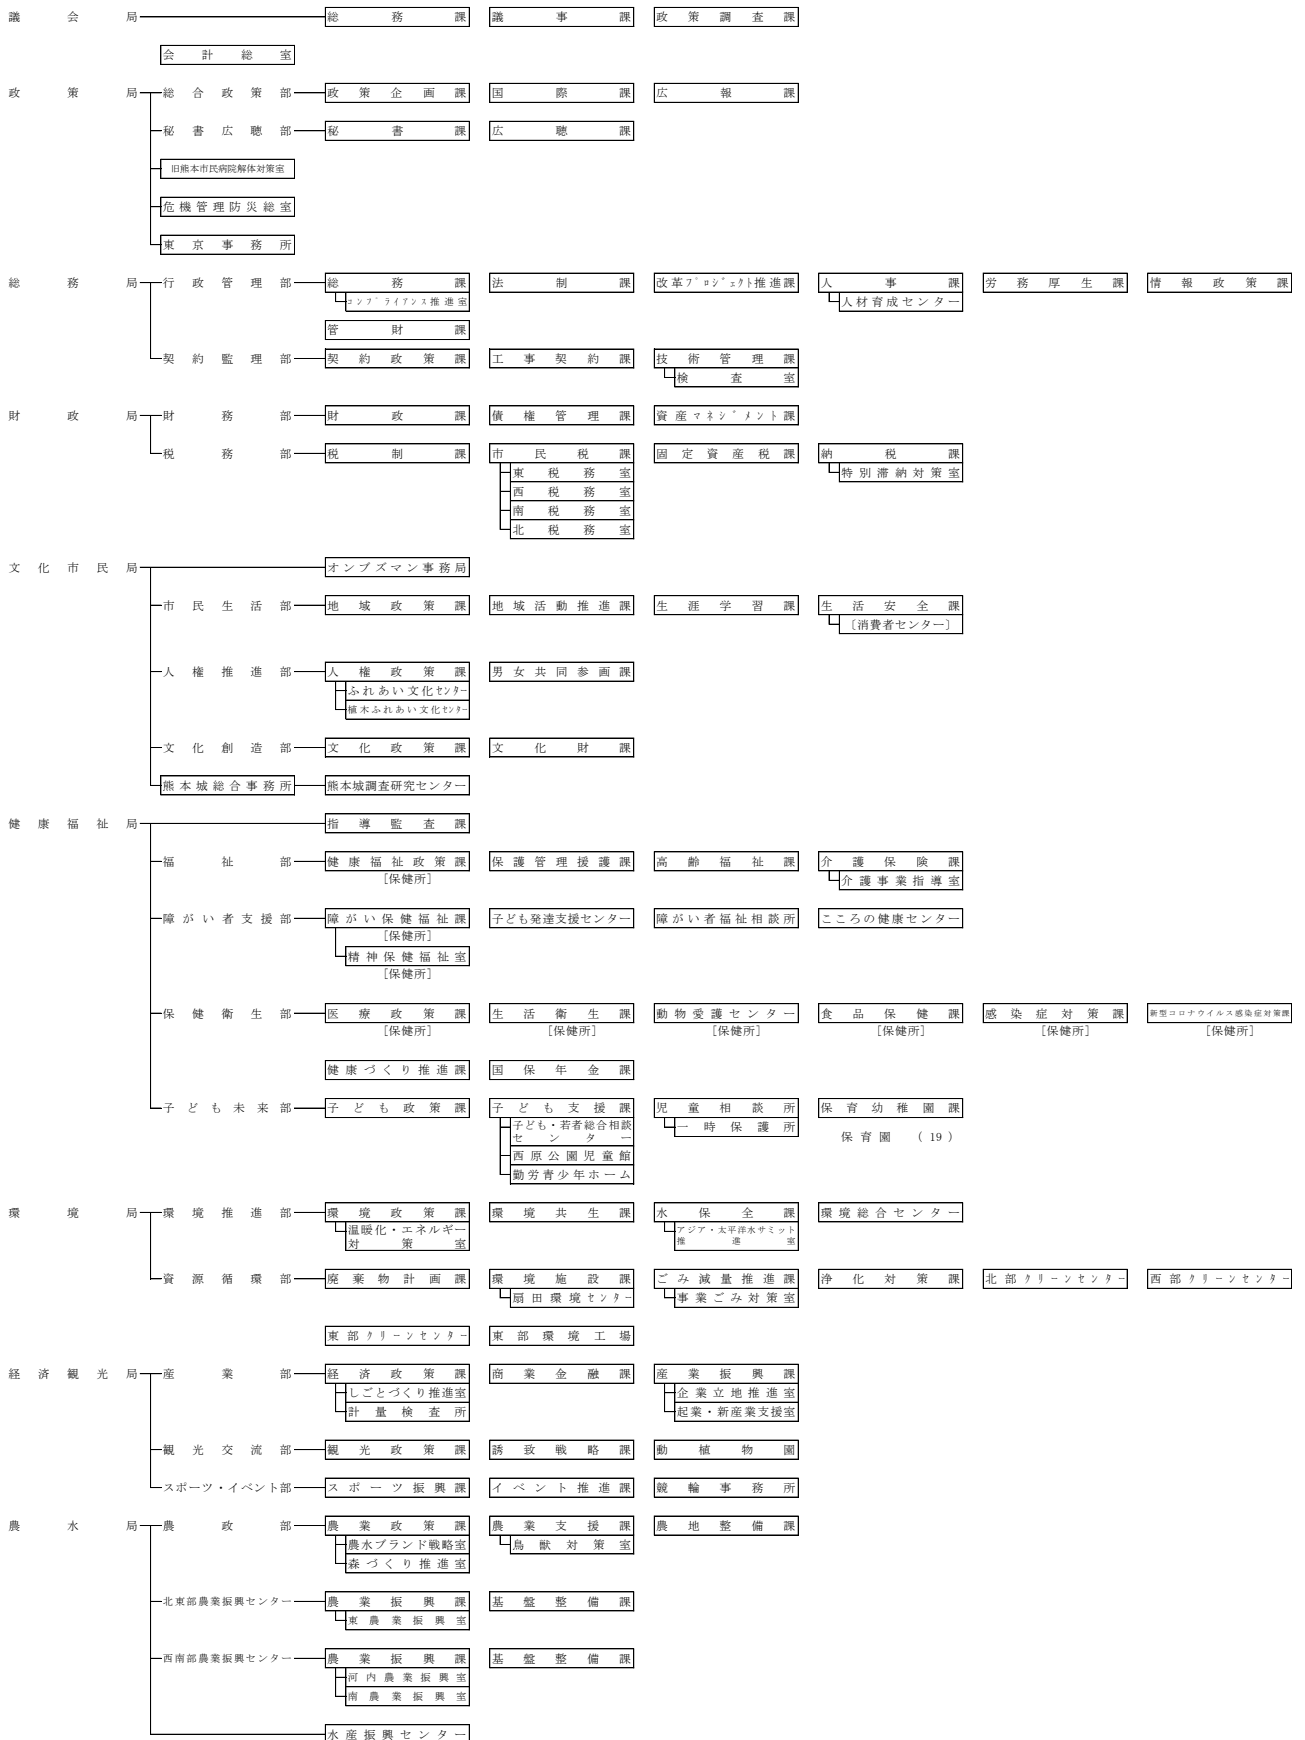 議会局 総務課 議事課 政策調査課
会計総室
政策局 総合政策部 政策企画課 国際課 広報課
秘書広聴部 秘書課 広聴課
旧熊本市民病院解体対策室
危機管理防災総室
東京事務所
総務局 行政管理部 総務課 法制課 改革プロジェクト推進課 人事課 労務厚生課 情報政策課
コンプライアンス推進室 人材育成センター
管財課
契約監理部 契約政策課 工事契約課 技術管理課
検査室
財政局 財務部 財政課 債権管理課 資産マネジメント課
税務部 税制課 市民税課 固定資産税課 納税課
東税務室 特別滞納対策室
西税務室
南税務室
北税務室
文化市民局 オンブズマン事務局
市民生活部 地域政策課 地域活動推進課 生涯学習課 生活安全課
〔消費者センター〕
人権推進部 人権政策課 男女共同参画課
ふれあい文化センター
植木ふれあい文化センター
文化創造部 文化政策課 文化財課
熊本城総合事務所 熊本城調査研究センター
健康福祉局 指導監査課
福祉部 健康福祉政策課 保護管理援護課 高齢福祉課 介護保険課
[保健所] 介護事業指導室
障がい者支援部 障がい保健福祉課 子ども発達支援センター 障がい者福祉相談所 こころの健康センター
[保健所]
精神保健福祉室
[保健所]
保健衛生部 医療政策課 生活衛生課 動物愛護センター 食品保健課 感染症対策課 新型コロナウイルス感染症対策課
[保健所] [保健所] [保健所] [保健所] [保健所] [保健所]
健康づくり推進課 国保年金課
子ども未来部 子ども政策課 子ども支援課 児童相談所 保育幼稚園課
子ども・若者総合相談 一時保護所
センター 保育園 (19)
西原公園児童館
勤労青少年ホーム
環境局 環境推進部 環境政策課 環境共生課 水保全課 環境総合センター
温暖化・エネルギー アジア・太平洋水サミット
対策室 推進室
資源循環部 廃棄物計画課 環境施設課 ごみ減量推進課 浄化対策課 北部クリーンセンター 西部クリーンセンター
扇田環境センター 事業ごみ対策室
東部クリーンセンター 東部環境工場
経済観光局 産業部 経済政策課 商業金融課 産業振興課
しごとづくり推進室 企業立地推進室
計量検査所 起業・新産業支援室
観光交流部 観光政策課 誘致戦略課 動植物園
スポーツ・イベント部 スポーツ振興課 イベント推進課 競輪事務所
農水局 農政部 農業政策課 農業支援課 農地整備課
農水ブランド戦略室 鳥獣対策室
森づくり推進室
北東部農業振興センター 農業振興課 基盤整備課
東農業振興室
西南部農業振興センター 農業振興課 基盤整備課
河内農業振興室
南農業振興室
水産振興センター